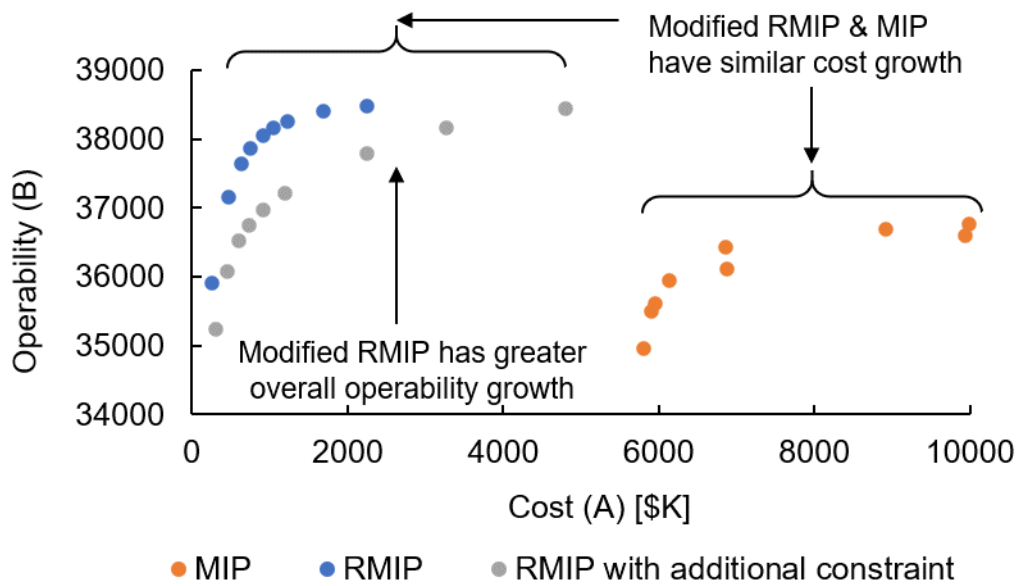 Modified RMIP & MIP
have similar cost growth
39000
38000
37000
36000
35000
34000
Operability (B)
Modified RMIP has greater
overall operability growth
0
2000
4000
6000
8000
10000
Cost (A) [$K]
MIP
RMIP
RMIP with additional constraint